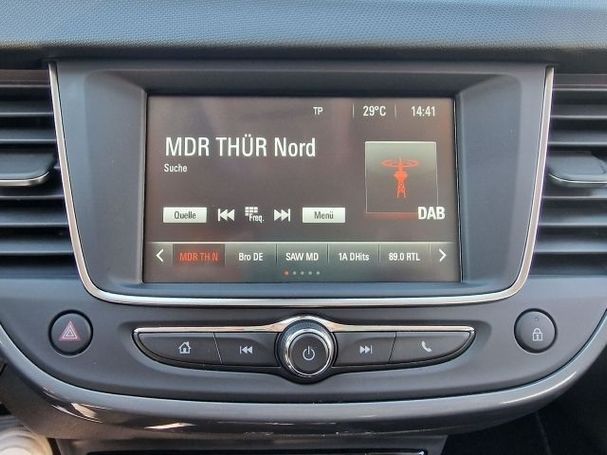 TP 29°C 14:41
MDR THÜR Nord
Suche
Quelle Freq. Menü
DAB
MDR TH N Bro DE SAW MD 1A DHits 89.0 RTL